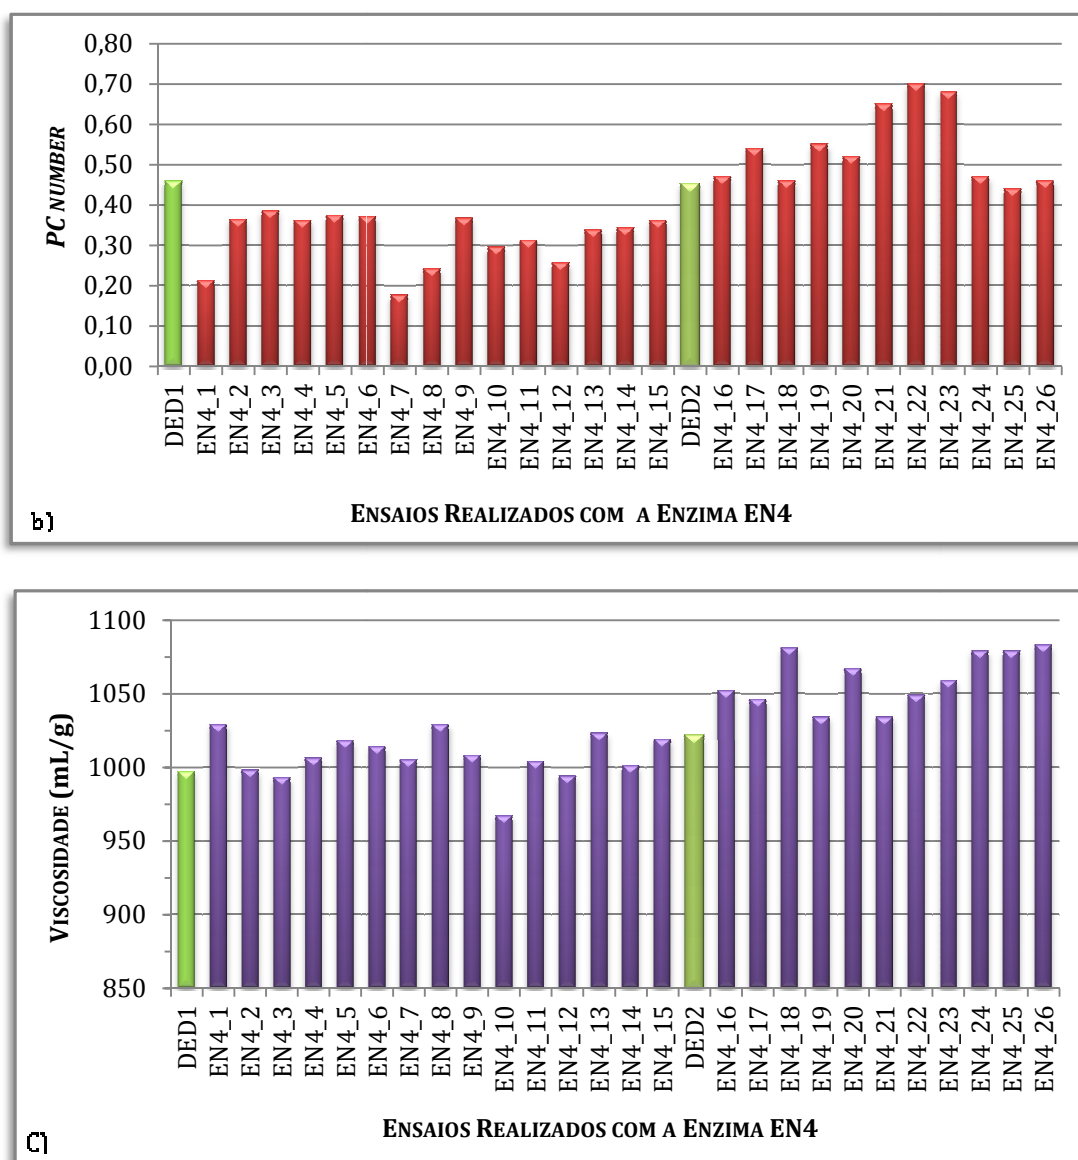 0,80
0,70
0,60
0,50
0,40
0,30
0,20
0,10
0,00
PC NUMBER
DED1
EN4_1
EN4_2
EN4_3
EN4_4
EN4_5
EN4_6
EN4_7
EN4_8
EN4_9
EN4_10
EN4_11
EN4_12
EN4_13
EN4_14
EN4_15
DED2
EN4_16
EN4_17
EN4_18
EN4_19
EN4_20
EN4_21
EN4_22
EN4_23
EN4_24
EN4_25
EN4_26
ENSAIOS REALIZADOS COM A ENZIMA EN4
b)
1100
1050
1000
950
900
850
VISCOSIDADE (mL/g)
DED1
EN4_1
EN4_2
EN4_3
EN4_4
EN4_5
EN4_6
EN4_7
EN4_8
EN4_9
EN4_10
EN4_11
EN4_12
EN4_13
EN4_14
EN4_15
DED2
EN4_16
EN4_17
EN4_18
EN4_19
EN4_20
EN4_21
EN4_22
EN4_23
EN4_24
EN4_25
EN4_26
ENSAIOS REALIZADOS COM A ENZIMA EN4
C)